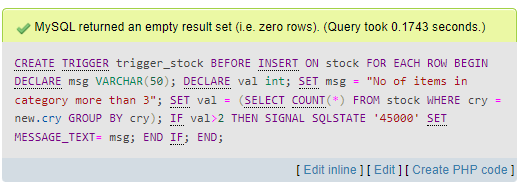 MySQL returned an empty result set (i.e. zero rows). (Query took 0.1743 seconds.)
CREATE TRIGGER trigger_stock BEFORE INSERT ON stock FOR EACH ROW BEGIN
DECLARE msg VARCHAR(50); DECLARE val int; SET msg = "No of items in
category more than 3"; SET val = (SELECT COUNT(*) FROM stock WHERE cry =
new.cry GROUP BY cry); IF val>2 THEN SIGNAL SQLSTATE '45000' SET
MESSAGE_TEXT= msg; END IF; END;
[ Edit inline ] [ Edit ] [ Create PHP code ]